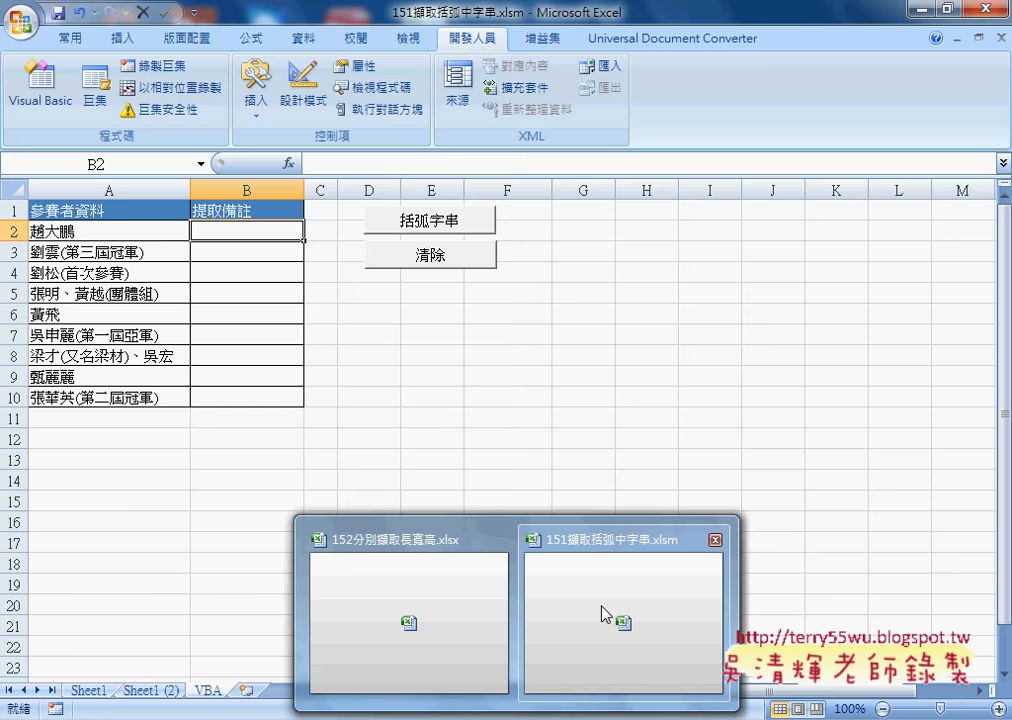 151擷取括弧中字串.xlsm - Microsoft Excel
常用 插入 版面配置 公式 資料 校閱 檢視 開發人員 增益集 Universal Document Converter
Visual Basic 巨集 錄製巨集 以相對位置錄製 巨集安全性 程式碼
插入 設計模式 屬性 檢視程式碼 執行對話方塊 控制項
來源 對應內容 擴充套件 重新整理資料 匯入 匯出 XML
B2 fx
A B C D E F G H I J K L M
1 參賽者資料 提取備註
2 趙大鵬
3 劉雲(第三屆冠軍)
4 劉松(首次參賽)
5 張明、黃越(團體組)
6 黃飛
7 吳申麗(第一屆亞軍)
8 梁才(又名梁材)、吳宏
9 甄麗麗
10 張華英(第二屆冠軍)
11
12
13
14
15
16
17
18
19
20
21
22
23
括弧字串
清除
152分別擷取長寬高.xlsx
151擷取括弧中字串.xlsm
http://terry55wu.blogspot.tw
吳清輝老師錄製
Sheet1 Sheet1 (2) VBA
就緒 100%